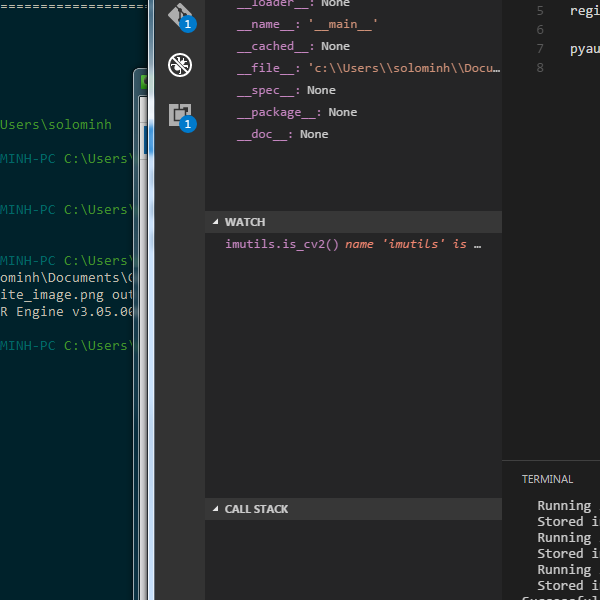 Users\solominh
MINH-PC C:\Users\
MINH-PC C:\Users\
MINH-PC C:\Users\
ominh\Documents\
ite_image.png out
R Engine v3.05.00
MINH-PC C:\Users\
1
1
__loader__: None
__name__: '__main__'
__cached__: None
__file__: 'c:\\Users\\solominh\\Docu…
__spec__: None
__package__: None
__doc__: None
WATCH
imutils.is_cv2() name 'imutils' is …
CALL STACK
5 regi
6
7 pyau
8
TERMINAL
Running
Stored i
Running
Stored i
Running
Stored i
Successful